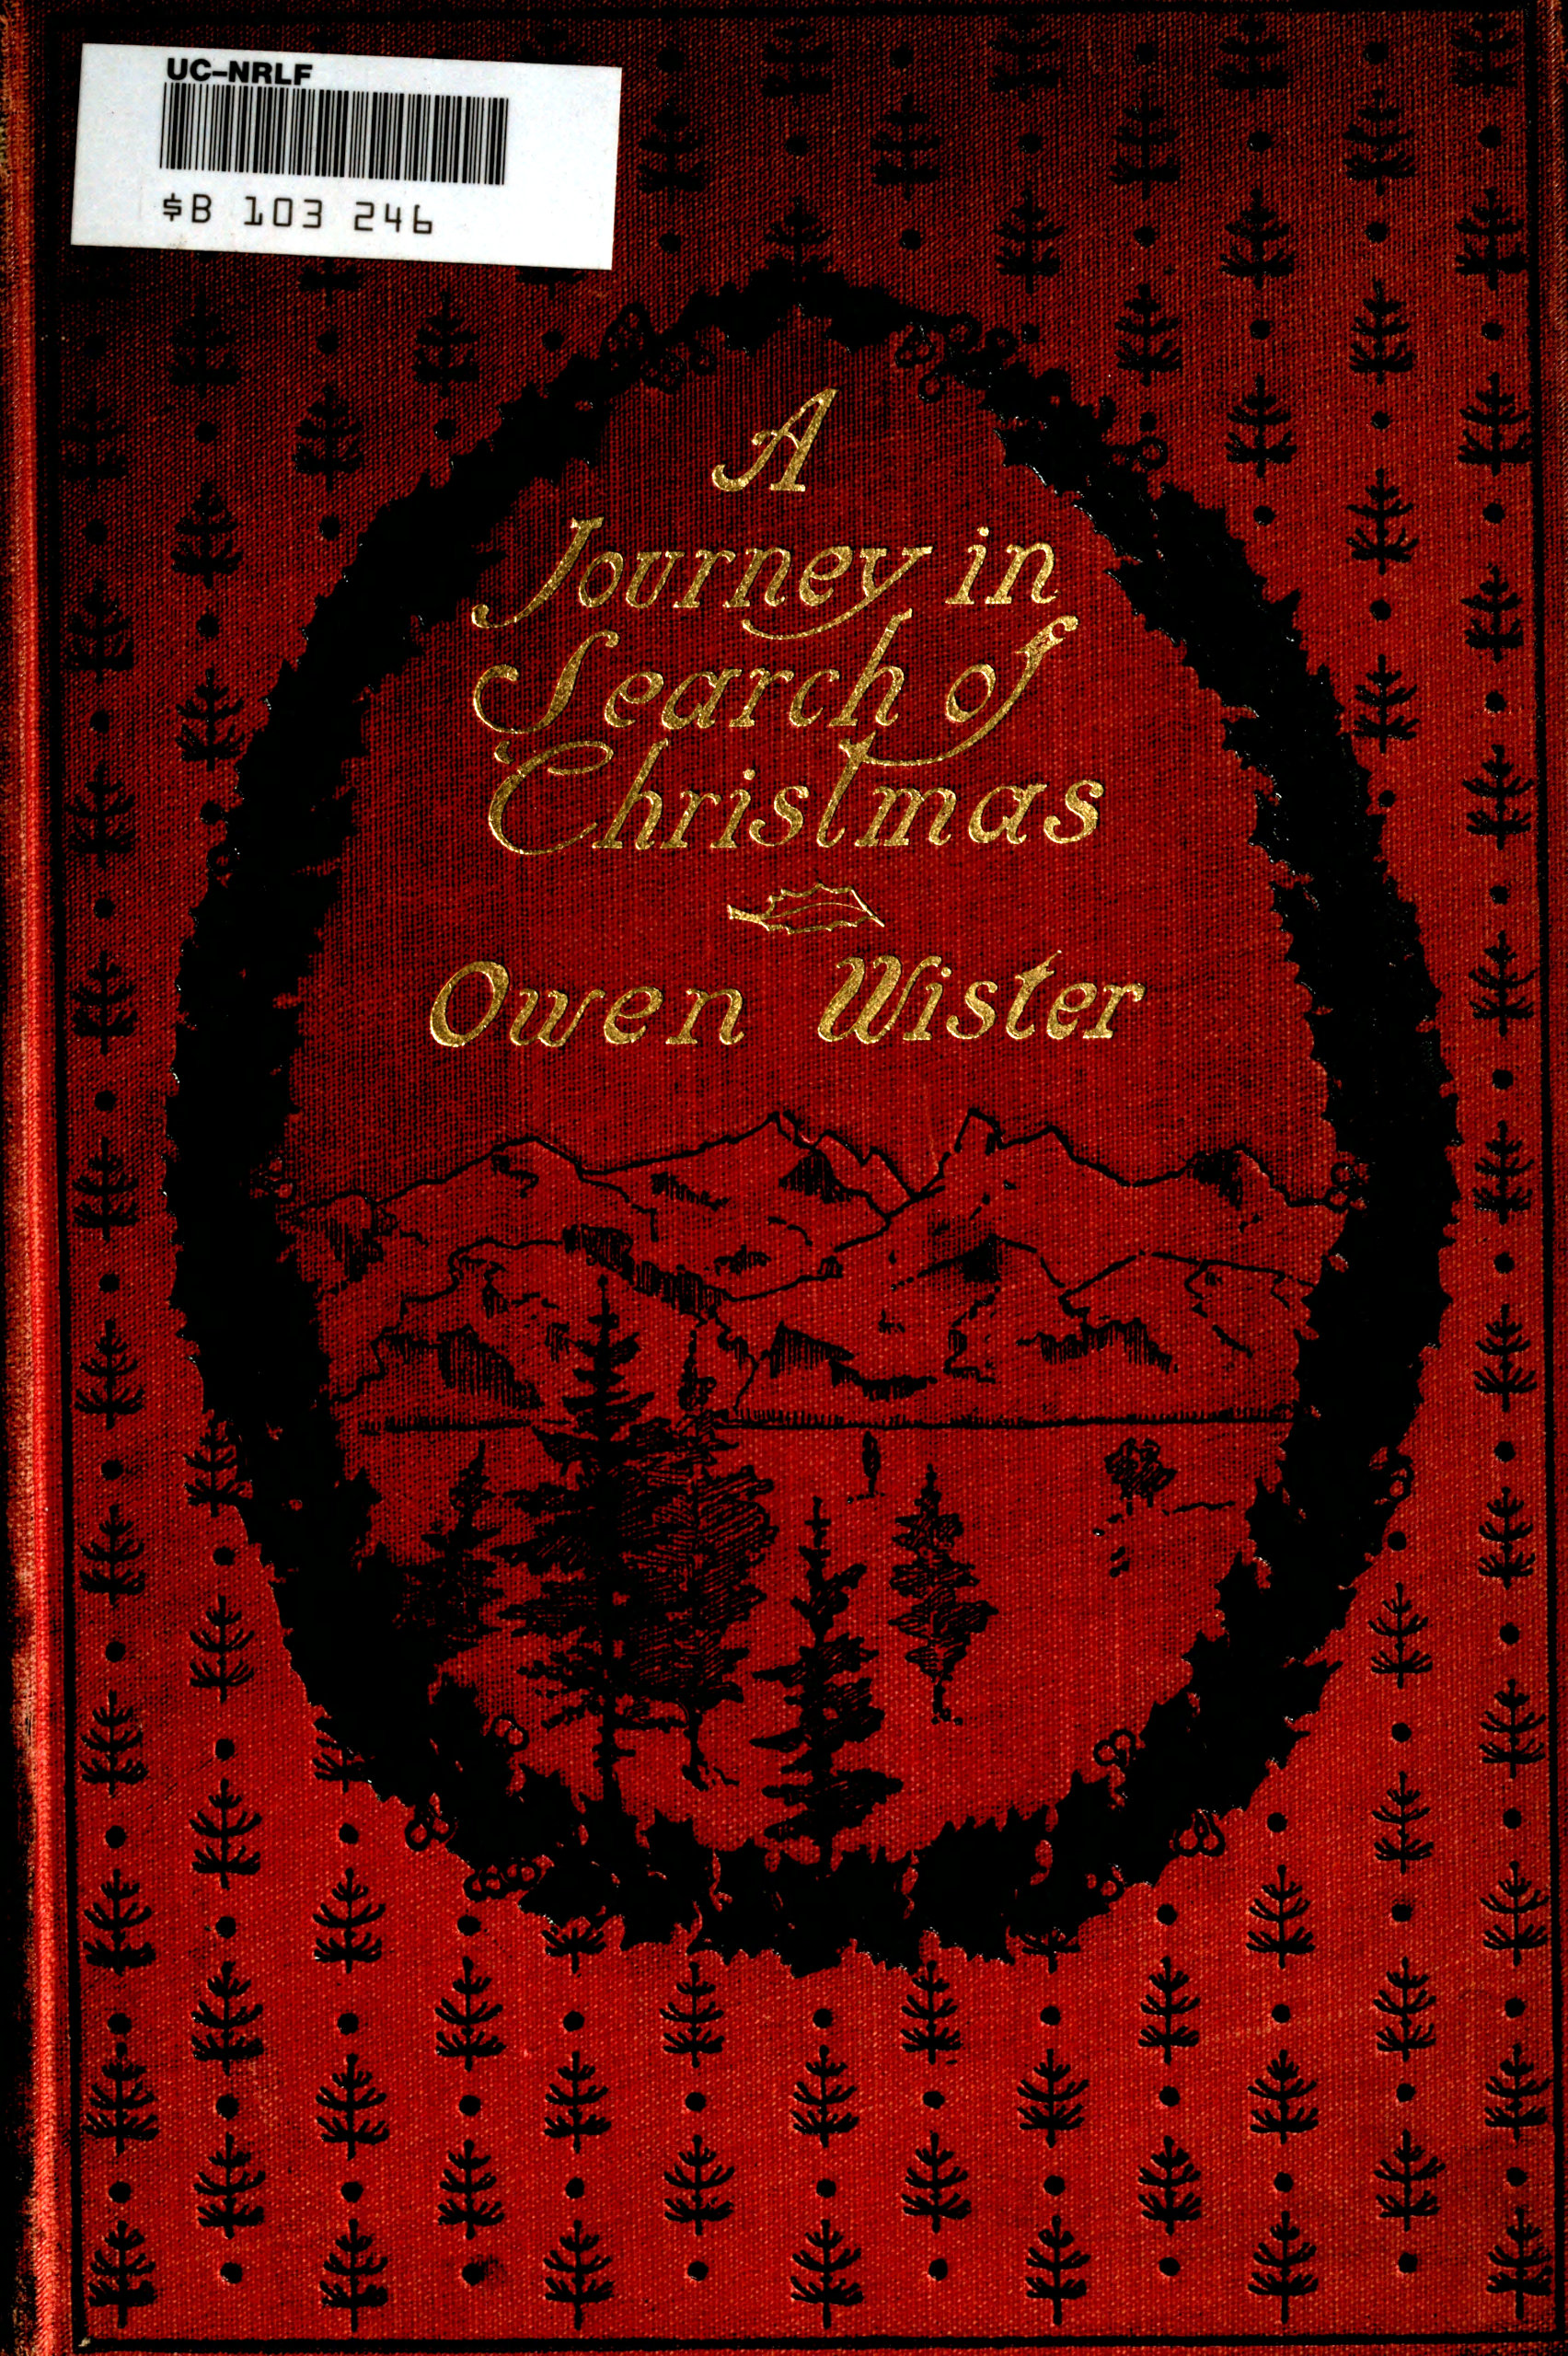 UC-NRLF
$B 103 246
A
Journey in
Search of
Christmas
Owen Wister